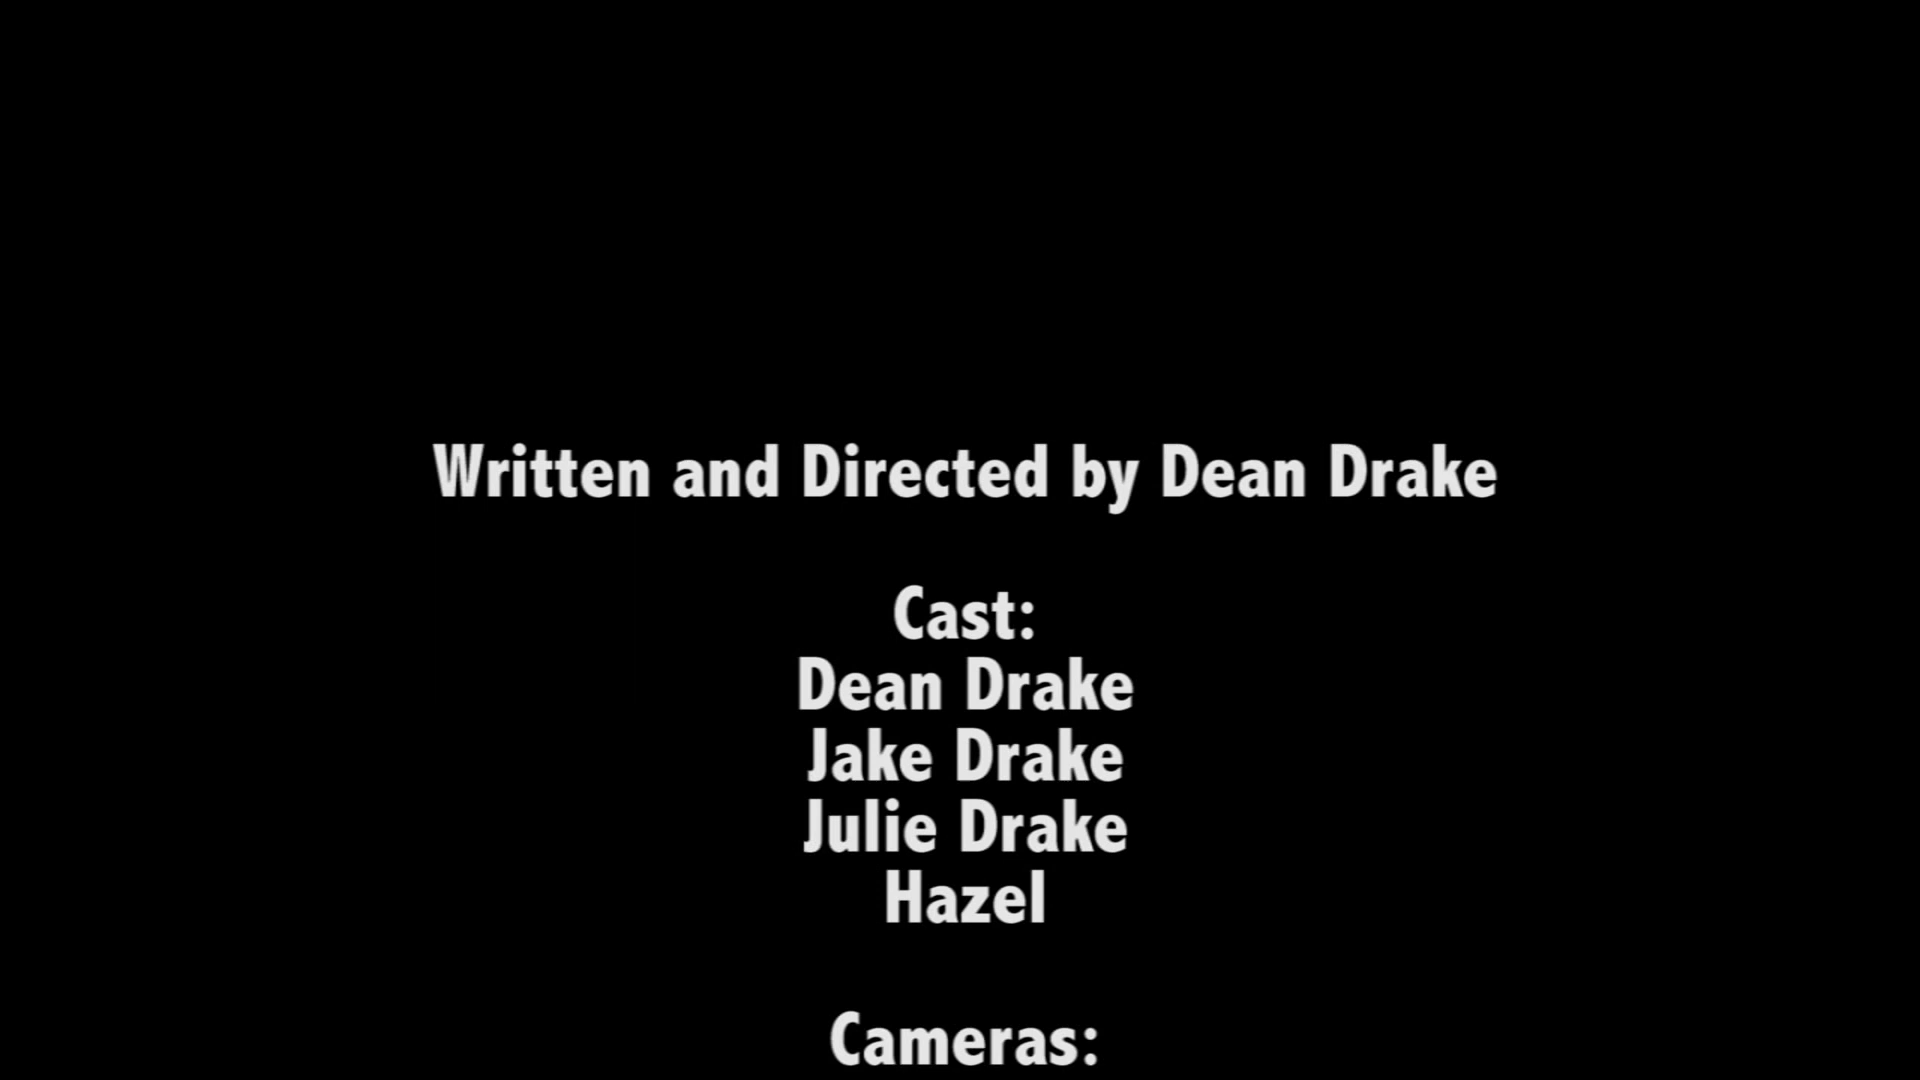 Written and Directed by Dean Drake
Cast:
Dean Drake
Jake Drake
Julie Drake
Hazel
Cameras: